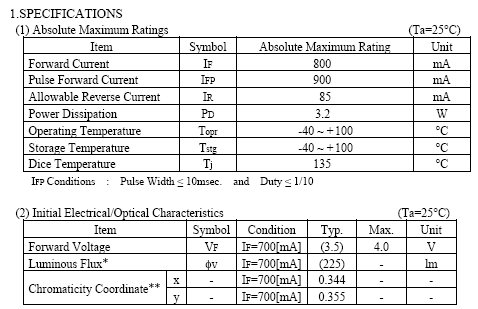 1.SPECIFICATIONS
(1) Absolute Maximum Ratings (Ta=25°C)
Item Symbol Absolute Maximum Rating Unit
Forward Current IF 800 mA
Pulse Forward Current IFP 900 mA
Allowable Reverse Current IR 85 mA
Power Dissipation PD 3.2 W
Operating Temperature Topr -40 ~ +100 °C
Storage Temperature Tstg -40 ~ +100 °C
Dice Temperature Tj 135 °C
IFP Conditions : Pulse Width ≤ 10msec. and Duty ≤ 1/10
(2) Initial Electrical/Optical Characteristics (Ta=25°C)
Item Symbol Condition Typ. Max. Unit
Forward Voltage VF IF=700[mA] (3.5) 4.0 V
Luminous Flux* ϕv IF=700[mA] (225) - lm
Chromaticity Coordinate** x - IF=700[mA] 0.344 - -
y - IF=700[mA] 0.355 - -